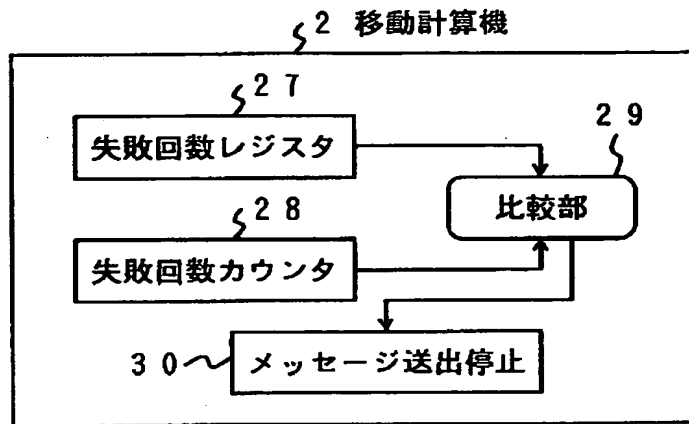 2 移動計算機
27
失敗回数レジスタ
29
比較部
28
失敗回数カウンタ
30
メッセージ送出停止